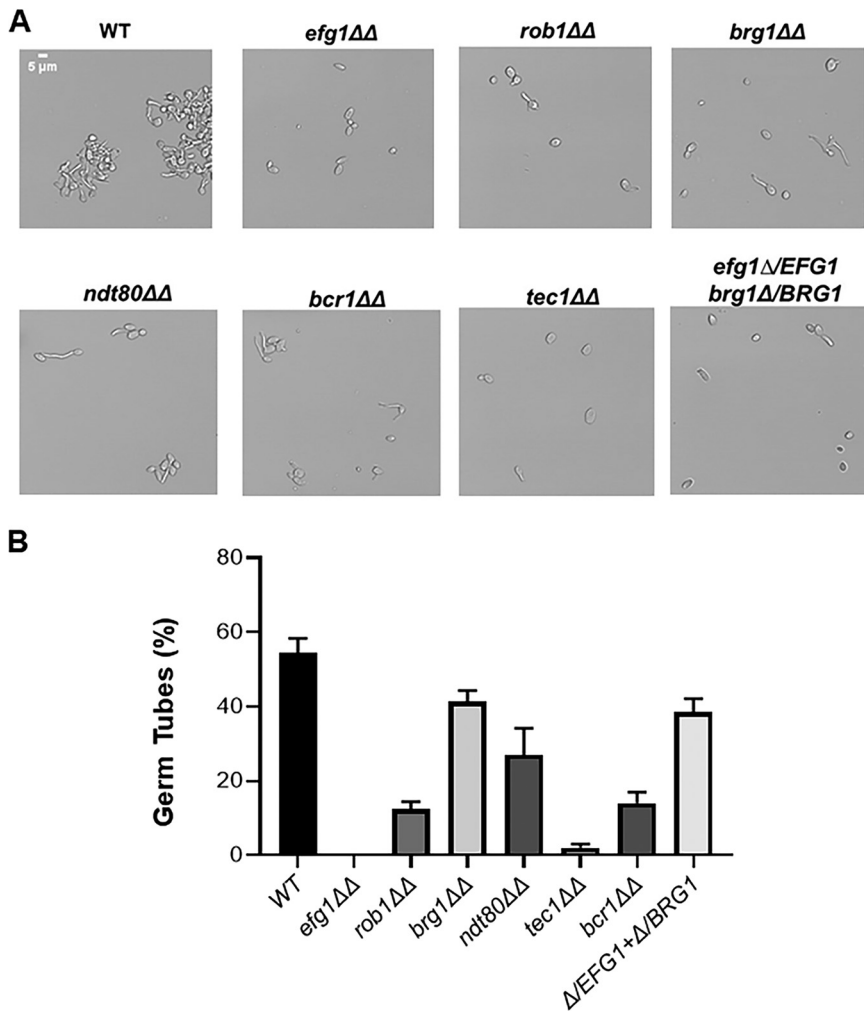 A
WT
efg1ΔΔ
rob1ΔΔ
brg1ΔΔ
5 μm
ndt80ΔΔ
bcr1ΔΔ
tec1ΔΔ
efg1Δ/EFG1
brg1Δ/BRG1
B
Germ Tubes (%)
80
60
40
20
0
WT
efg1ΔΔ
rob1ΔΔ
brg1ΔΔ
ndt80ΔΔ
tec1ΔΔ
bcr1ΔΔ
Δ/EFG1+Δ/BRG1